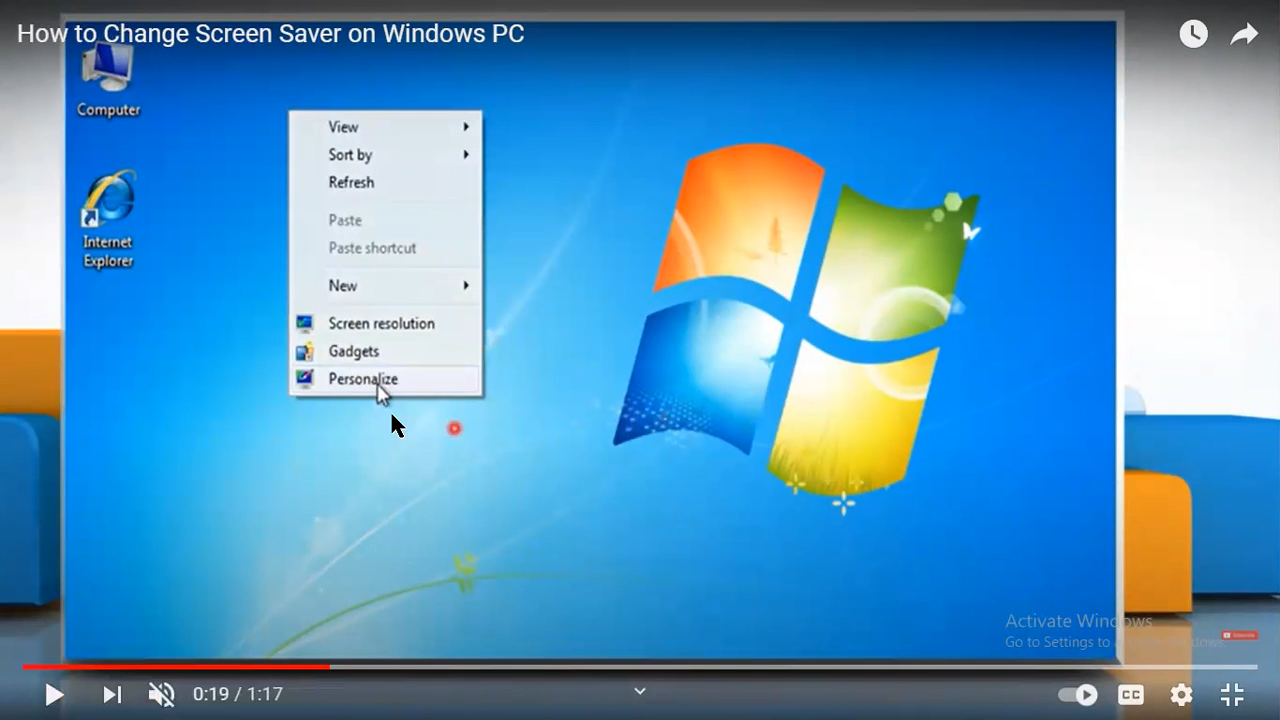 How to Change Screen Saver on Windows PC
Computer
Internet
Explorer
View
Sort by
Refresh
Paste
Paste shortcut
New
Screen resolution
Gadgets
Personalize
Activate Windows
Go to Settings to
0:19 / 1:17
CC